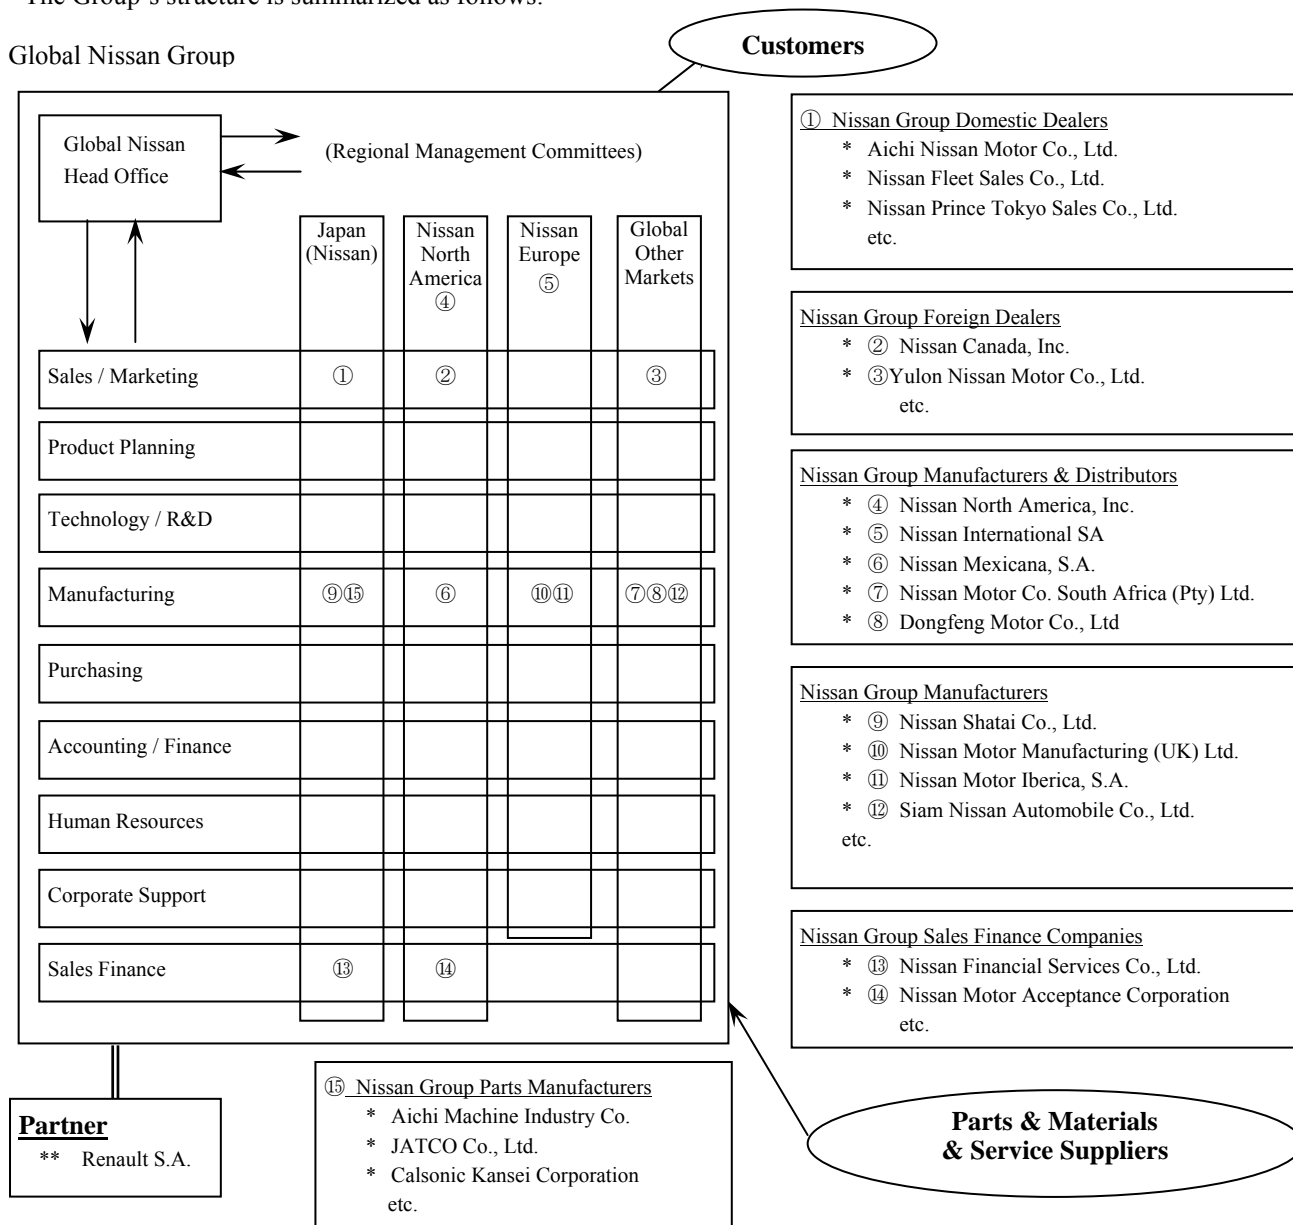 The Group's structure is summarized as follows:
Global Nissan Group
Customers
Global Nissan
Head Office
(Regional Management Committees)
Japan
(Nissan)
Nissan
North
America
④
Nissan
Europe
⑤
Global
Other
Markets
Sales / Marketing ① ② ③
Product Planning
Technology / R&D
Manufacturing ⑨⑮ ⑥ ⑩⑪ ⑦⑧⑫
Purchasing
Accounting / Finance
Human Resources
Corporate Support
Sales Finance ⑬ ⑭
① Nissan Group Domestic Dealers
* Aichi Nissan Motor Co., Ltd.
* Nissan Fleet Sales Co., Ltd.
* Nissan Prince Tokyo Sales Co., Ltd.
etc.
Nissan Group Foreign Dealers
* ② Nissan Canada, Inc.
* ③Yulon Nissan Motor Co., Ltd.
etc.
Nissan Group Manufacturers & Distributors
* ④ Nissan North America, Inc.
* ⑤ Nissan International SA
* ⑥ Nissan Mexicana, S.A.
* ⑦ Nissan Motor Co. South Africa (Pty) Ltd.
* ⑧ Dongfeng Motor Co., Ltd
Nissan Group Manufacturers
* ⑨ Nissan Shatai Co., Ltd.
* ⑩ Nissan Motor Manufacturing (UK) Ltd.
* ⑪ Nissan Motor Iberica, S.A.
* ⑫ Siam Nissan Automobile Co., Ltd.
etc.
Nissan Group Sales Finance Companies
* ⑬ Nissan Financial Services Co., Ltd.
* ⑭ Nissan Motor Acceptance Corporation
etc.
Partner
** Renault S.A.
⑮ Nissan Group Parts Manufacturers
* Aichi Machine Industry Co.
* JATCO Co., Ltd.
* Calsonic Kansei Corporation
etc.
Parts & Materials
& Service Suppliers